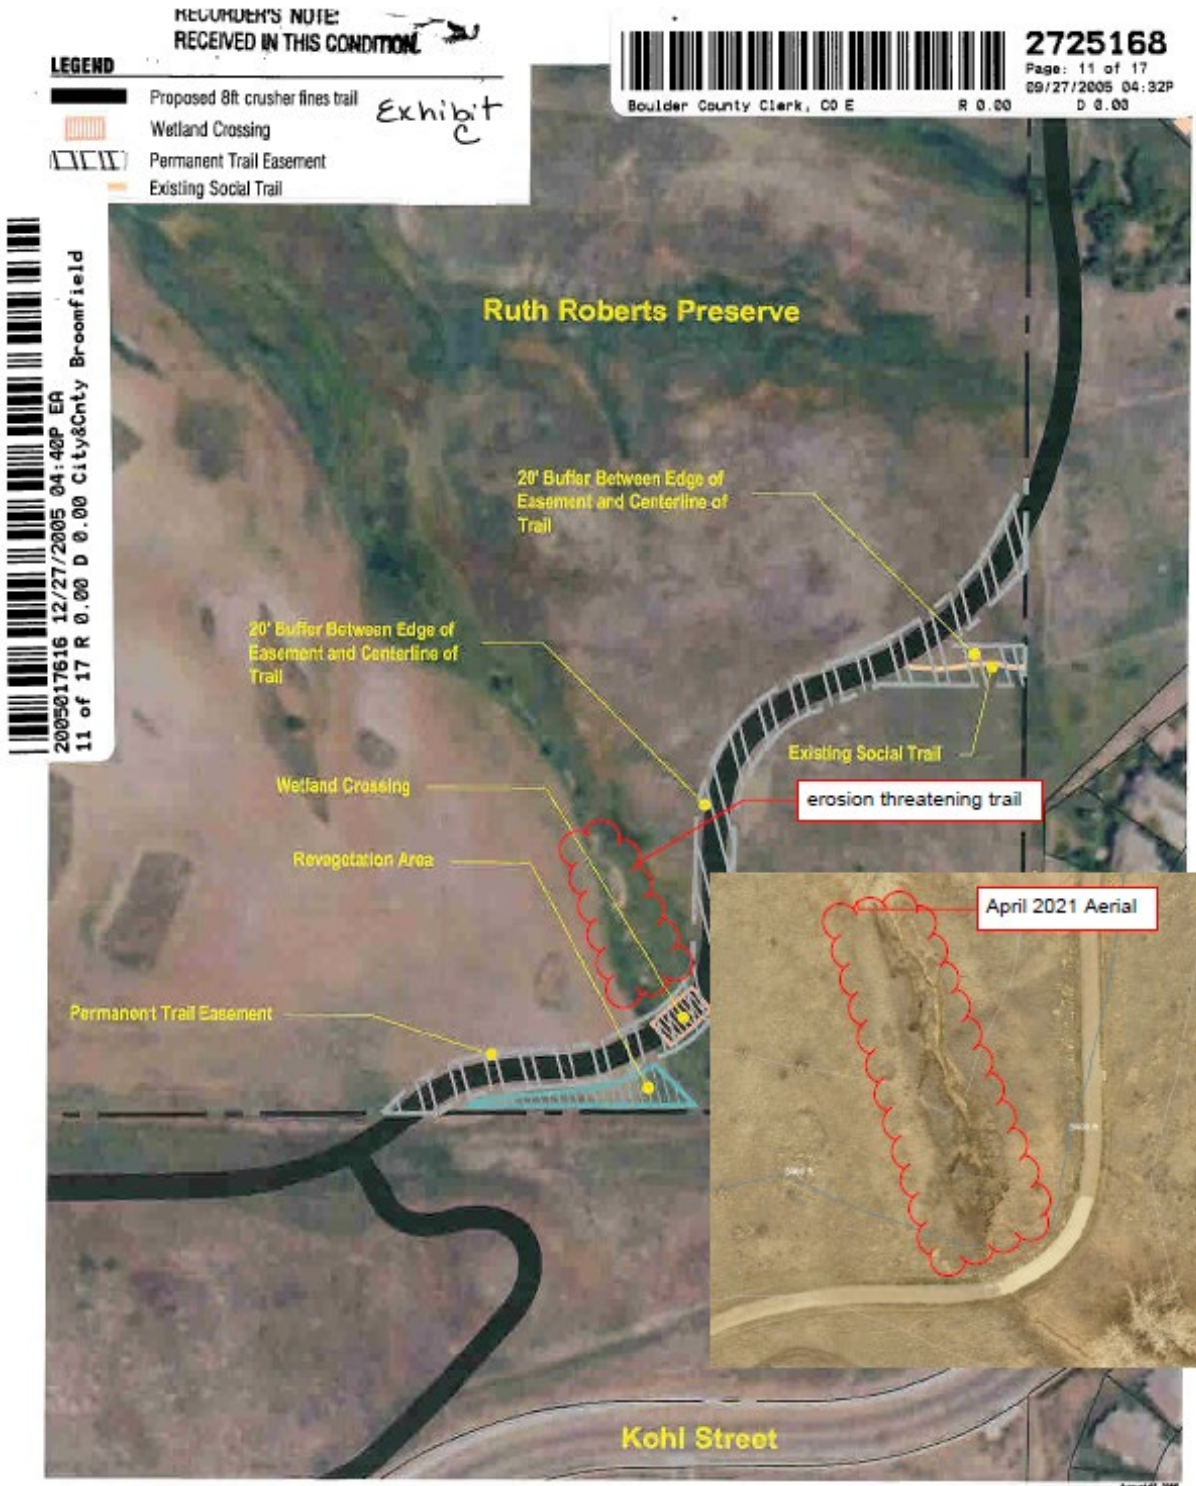 RECORDER'S NOTE:
RECEIVED IN THIS CONDITION.
LEGEND
Proposed 8ft crusher fines trail
Wetland Crossing
Permanent Trail Easement
Existing Social Trail
Exhibit
C
2725168
Page: 11 of 17
09/27/2005 04:32P
Boulder County Clerk, CO E R 0.00 D 0.00
2005017616 12/27/2005 04:40P EA
11 of 17 R 0.00 D 0.00 City&Cnty Broomfield
Ruth Roberts Preserve
20' Buffer Between Edge of
Easement and Centerline of
Trail
20' Buffer Between Edge of
Easement and Centerline of
Trail
Existing Social Trail
Wetland Crossing
erosion threatening trail
Revegetation Area
April 2021 Aerial
Permanent Trail Easement
Kohl Street